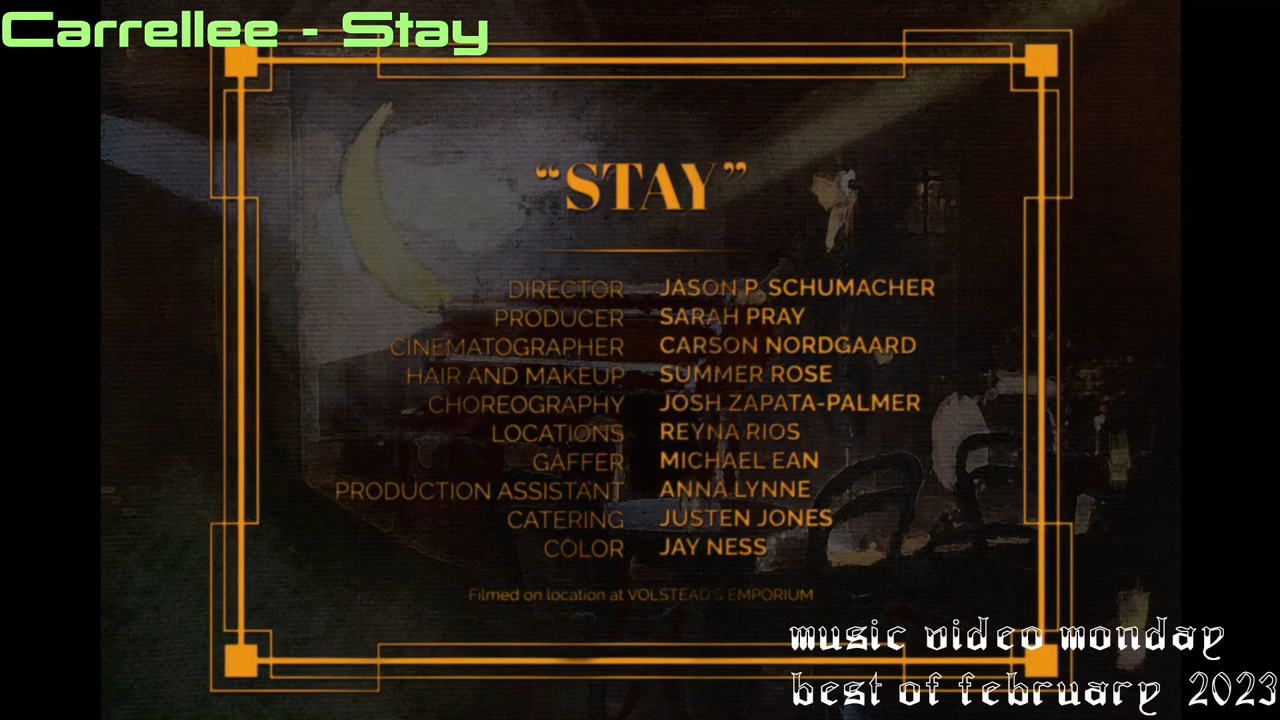 Carrellee - Stay
“STAY”
DIRECTOR JASON P. SCHUMACHER
PRODUCER SARAH PRAY
CINEMATOGRAPHER CARSON NORDGAARD
HAIR AND MAKEUP SUMMER ROSE
CHOREOGRAPHY JOSH ZAPATA-PALMER
LOCATIONS REYNA RIOS
GAFFER MICHAEL EAN
PRODUCTION ASSISTANT ANNA LYNNE
CATERING JUSTEN JONES
COLOR JAY NESS
Filmed on location at VOLSTEAD'S EMPORIUM
music video monday
best of february 2023